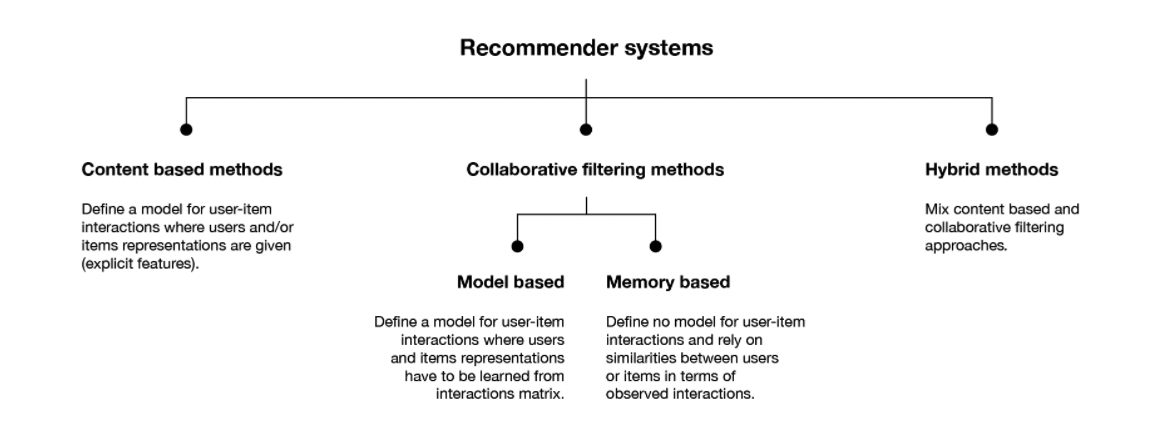 Recommender systems
Content based methods
Define a model for user-item
interactions where users and/or
items representations are given
(explicit features).
Collaborative filtering methods
Model based
Define a model for user-item
interactions where users
and items representations
have to be learned from
interactions matrix.
Memory based
Define no model for user-item
interactions and rely on
similarities between users
or items in terms of
observed interactions.
Hybrid methods
Mix content based and
collaborative filtering
approaches.